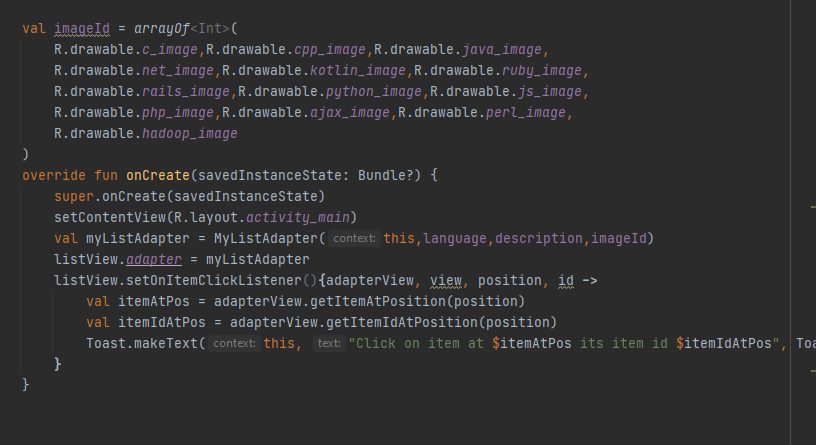 val imageId = arrayOf<Int>(
R.drawable.c_image,R.drawable.cpp_image,R.drawable.java_image,
R.drawable.net_image,R.drawable.kotlin_image,R.drawable.ruby_image,
R.drawable.rails_image,R.drawable.python_image,R.drawable.js_image,
R.drawable.php_image,R.drawable.ajax_image,R.drawable.perl_image,
R.drawable.hadoop_image
)
override fun onCreate(savedInstanceState: Bundle?) {
super.onCreate(savedInstanceState)
setContentView(R.layout.activity_main)
val myListAdapter = MyListAdapter( context: this,language,description,imageId)
listView.adapter = myListAdapter
listView.setOnItemClickListener(){adapterView, view, position, id ->
val itemAtPos = adapterView.getItemAtPosition(position)
val itemIdAtPos = adapterView.getItemIdAtPosition(position)
Toast.makeText( context: this, text: "Click on item at $itemAtPos its item id $itemIdAtPos", Toa
}
}